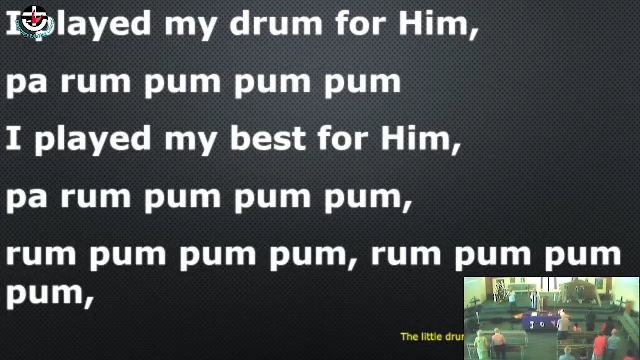 I played my drum for Him,
pa rum pum pum pum
I played my best for Him,
pa rum pum pum pum,
rum pum pum pum, rum pum pum
pum,
The little drum